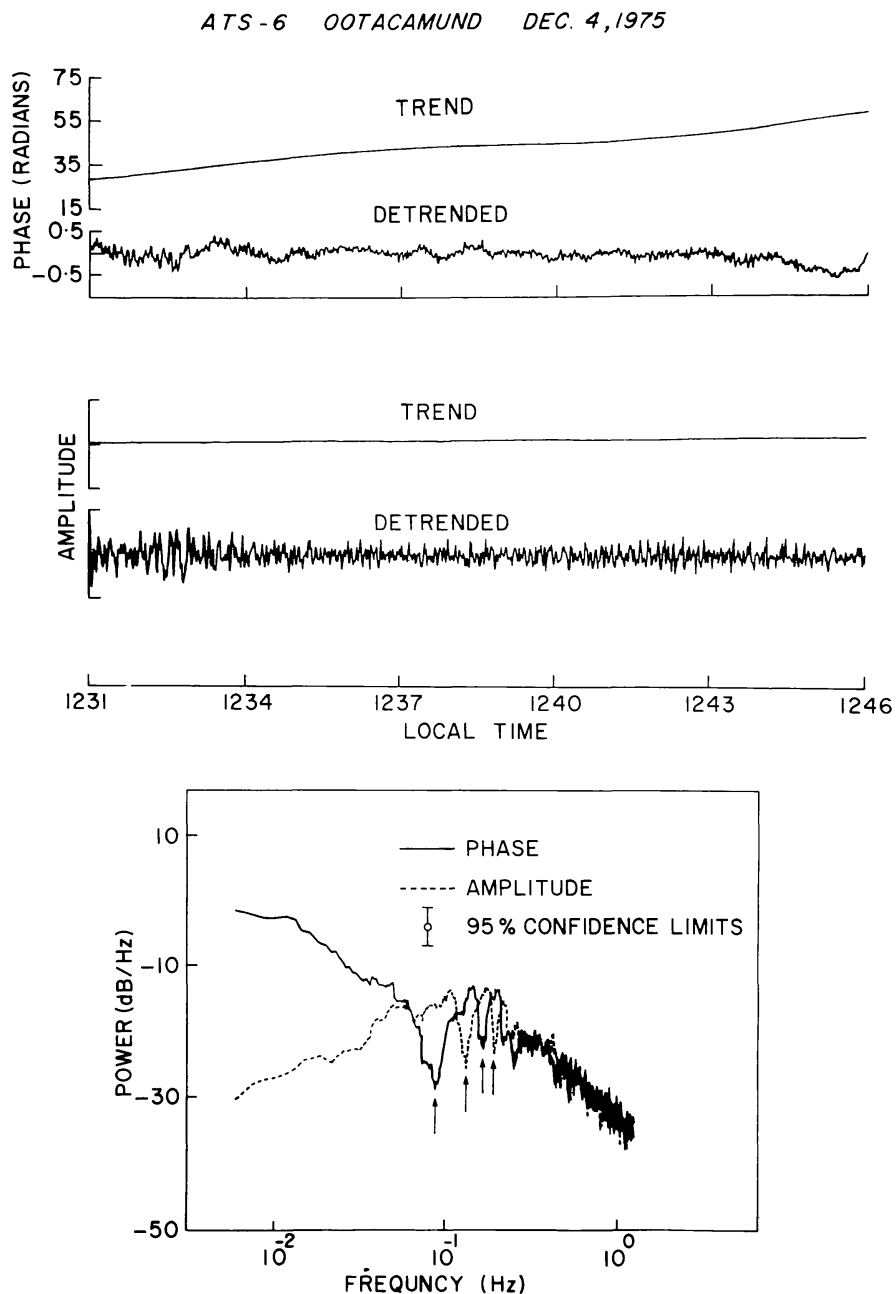 ATS-6 OOTACAMUND DEC. 4, 1975
PHASE (RADIANS)
75
55
35
15
0·5
-0·5
TREND
DETRENDED
AMPLITUDE
TREND
DETRENDED
1231 1234 1237 1240 1243 1246
LOCAL TIME
POWER (dB/Hz)
10
-10
-30
-50
PHASE
AMPLITUDE
95% CONFIDENCE LIMITS
10⁻² 10⁻¹ 10⁰
FREQUNCY (Hz)